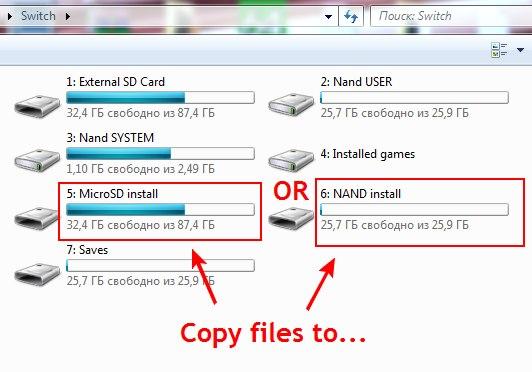 Switch
Поиск: Switch
1: External SD Card
32,4 ГБ свободно из 87,4 ГБ
2: Nand USER
25,7 ГБ свободно из 25,9 ГБ
3: Nand SYSTEM
1,10 ГБ свободно из 2,49 ГБ
4: Installed games
5: MicroSD install
32,4 ГБ свободно из 87,4 ГБ
OR
6: NAND install
25,7 ГБ свободно из 25,9 ГБ
7: Saves
25,7 ГБ свободно из 25,9 ГБ
Copy files to...